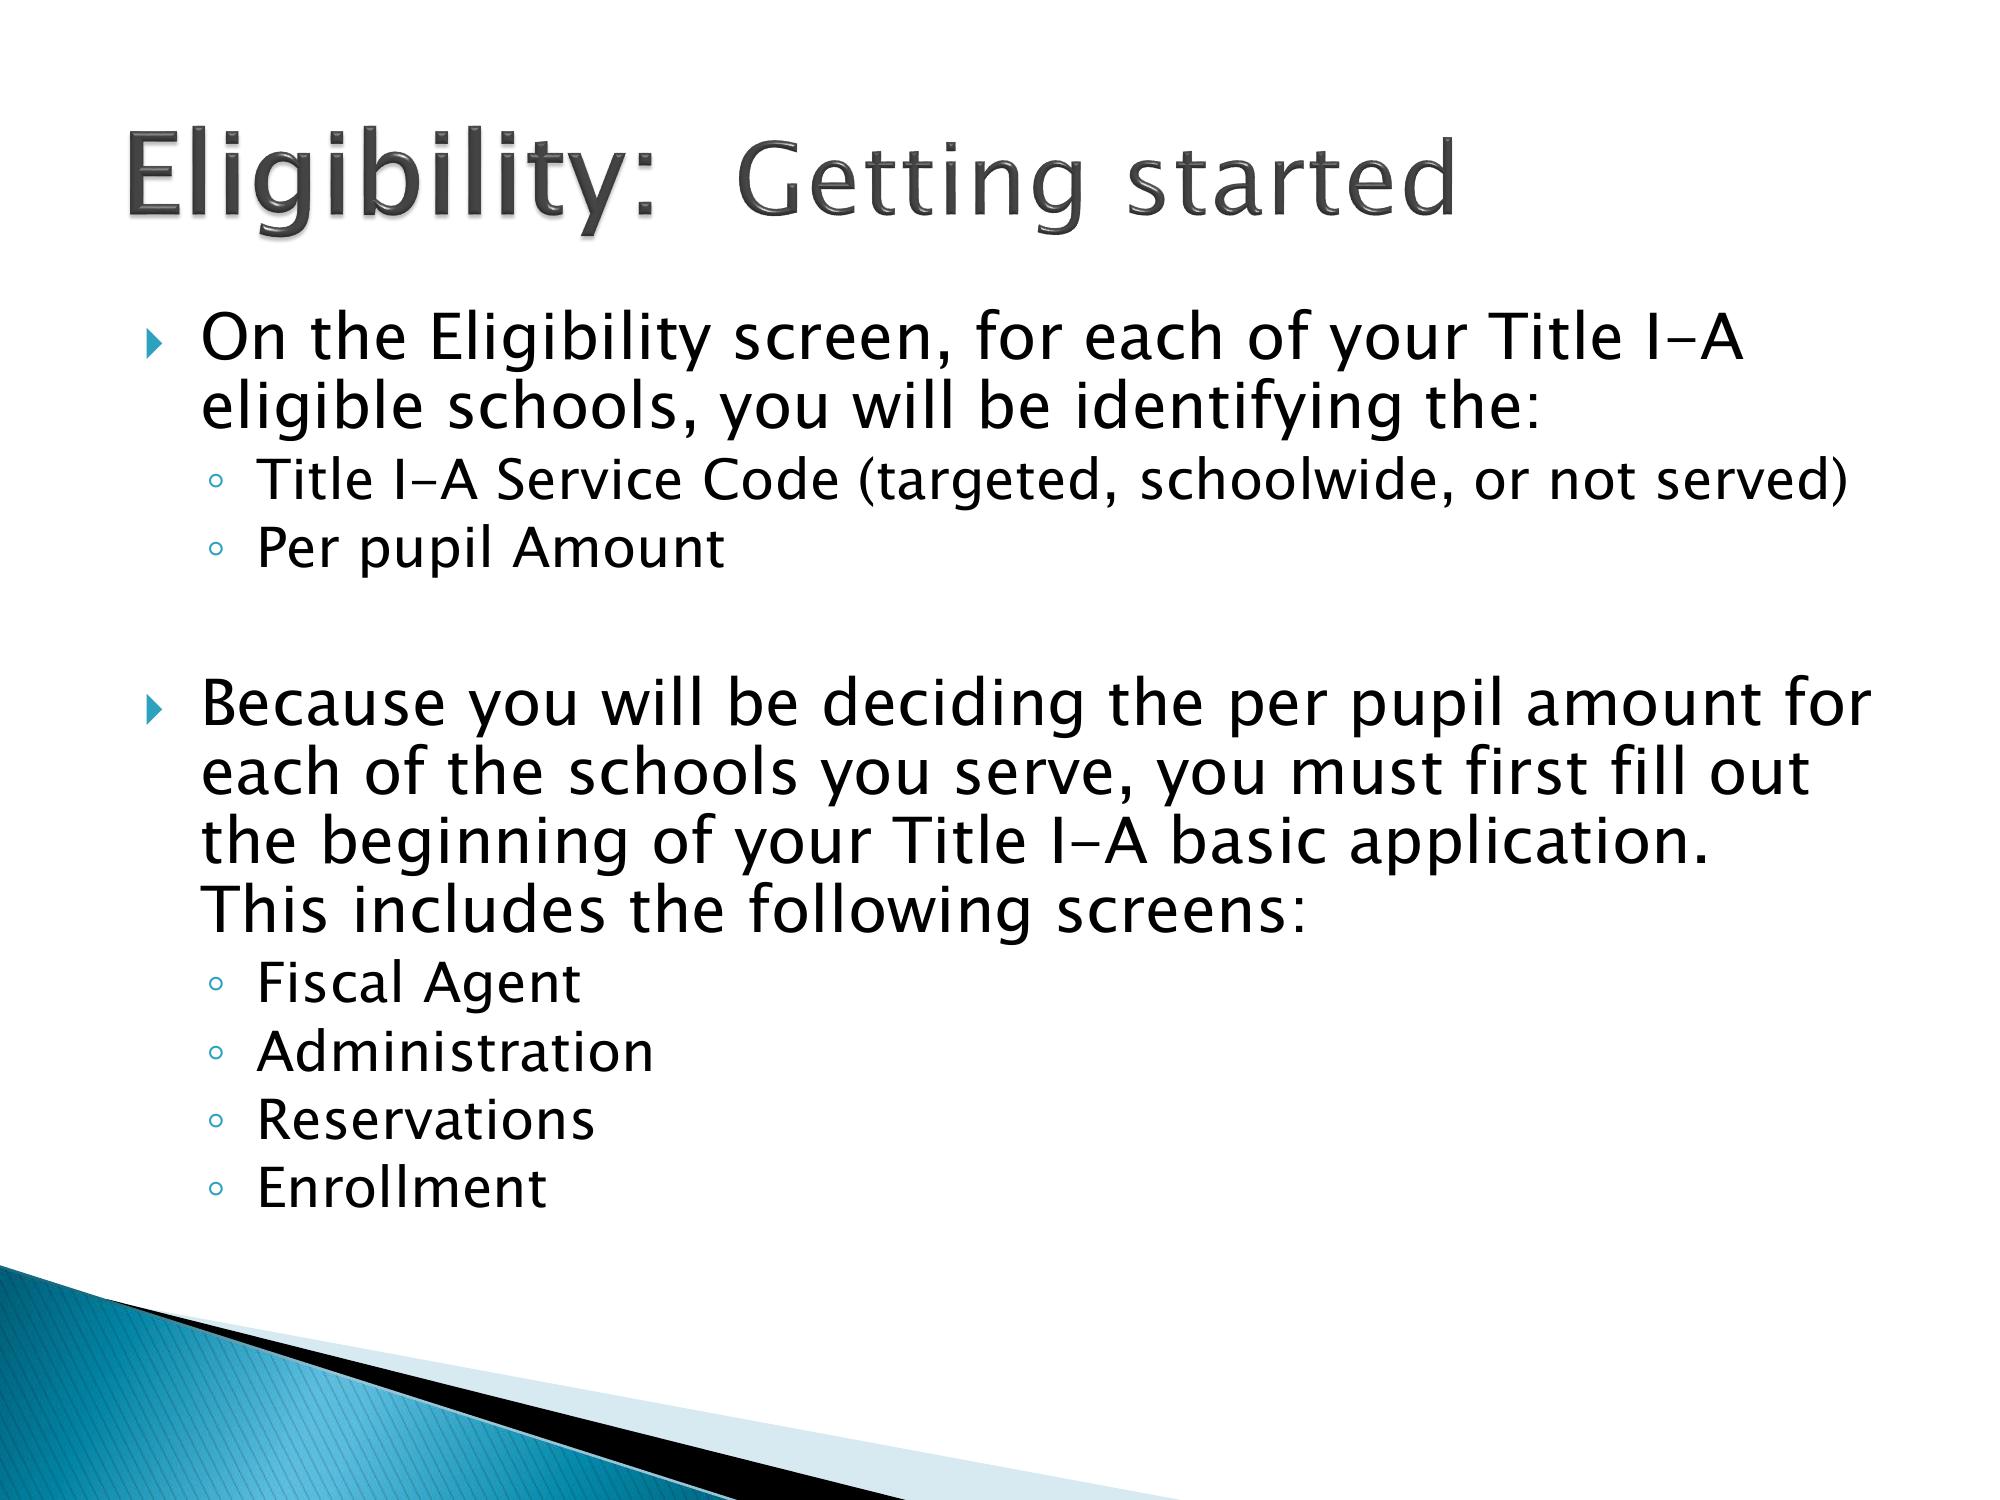 Eligibility: Getting started
On the Eligibility screen, for each of your Title I-A
eligible schools, you will be identifying the:
Title I-A Service Code (targeted, schoolwide, or not served)
Per pupil Amount
Because you will be deciding the per pupil amount for
each of the schools you serve, you must first fill out
the beginning of your Title I-A basic application.
This includes the following screens:
Fiscal Agent
Administration
Reservations
Enrollment